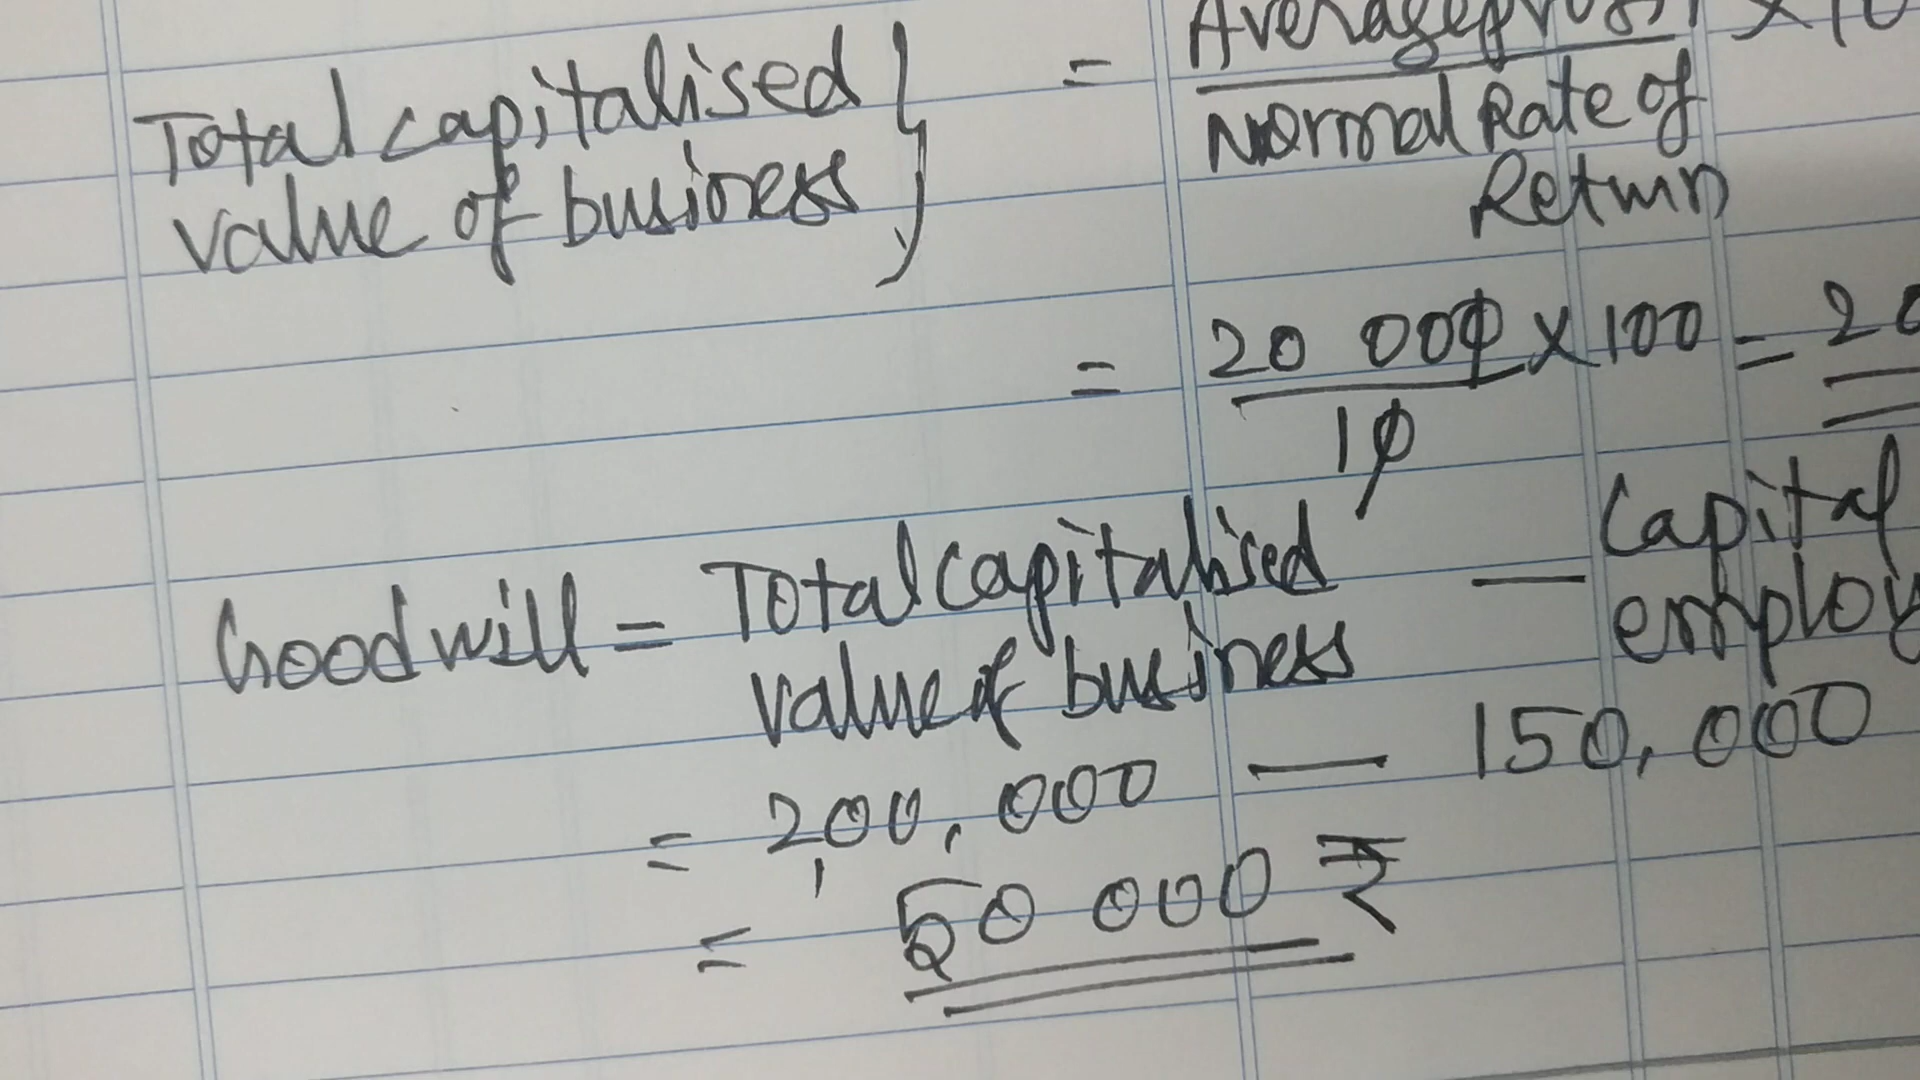 Average profit × 10
Total capitalised } = Normal Rate of
value of business Return
= 20 000 × 100 = 20
10
Goodwill = Total capitalised — Capital
value of business employ
= 200,000 — 150,000
= 50 000 ₹